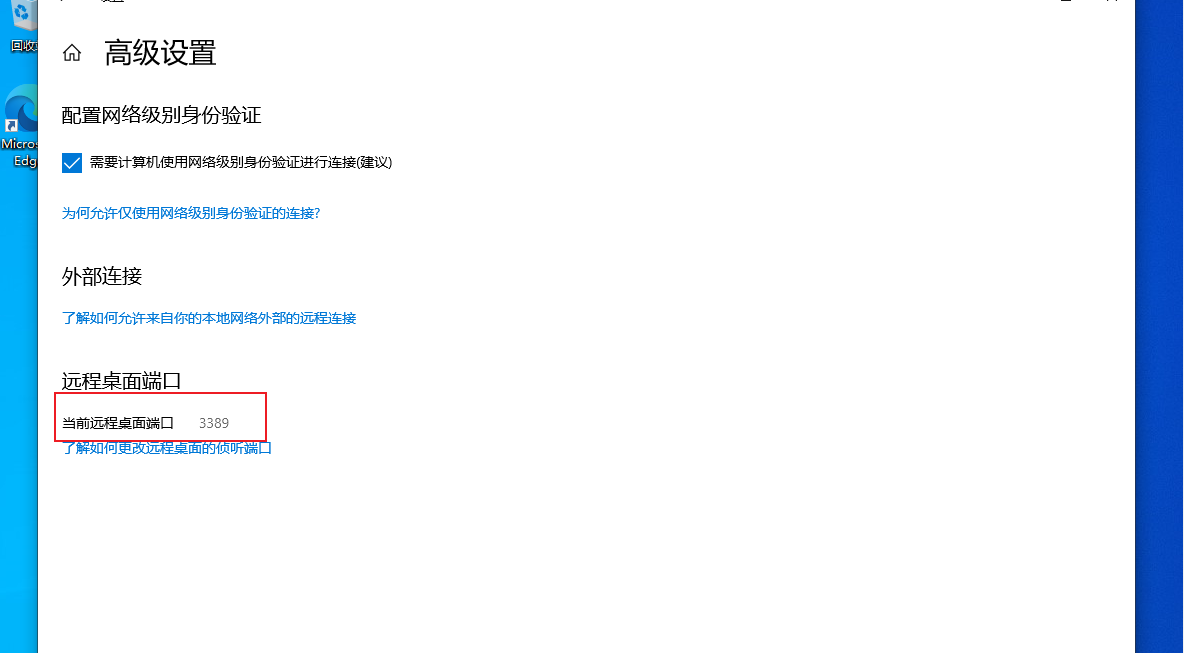 高级设置
配置网络级别身份验证
需要计算机使用网络级别身份验证进行连接(建议)
为何允许仅使用网络级别身份验证的连接?
外部连接
了解如何允许来自你的本地网络外部的远程连接
远程桌面端口
当前远程桌面端口 3389
了解如何更改远程桌面的侦听端口
回收
Micros
Edg